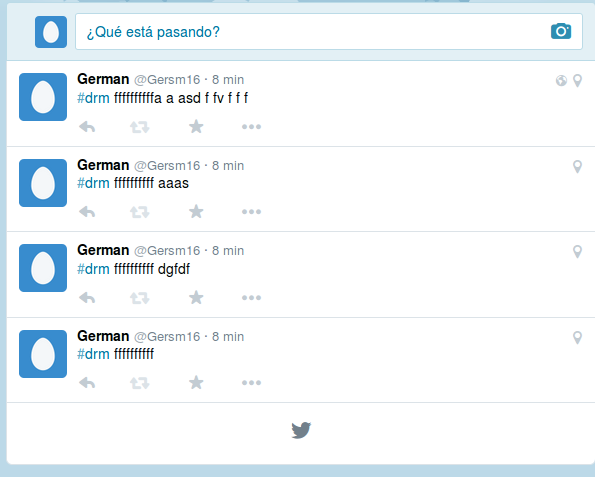 ¿Qué está pasando?
German @Gersm16 · 8 min
#drm ffffffffffa a asd f fv f f f
German @Gersm16 · 8 min
#drm ffffffffff aaas
German @Gersm16 · 8 min
#drm ffffffffff dgfdf
German @Gersm16 · 8 min
#drm ffffffffff